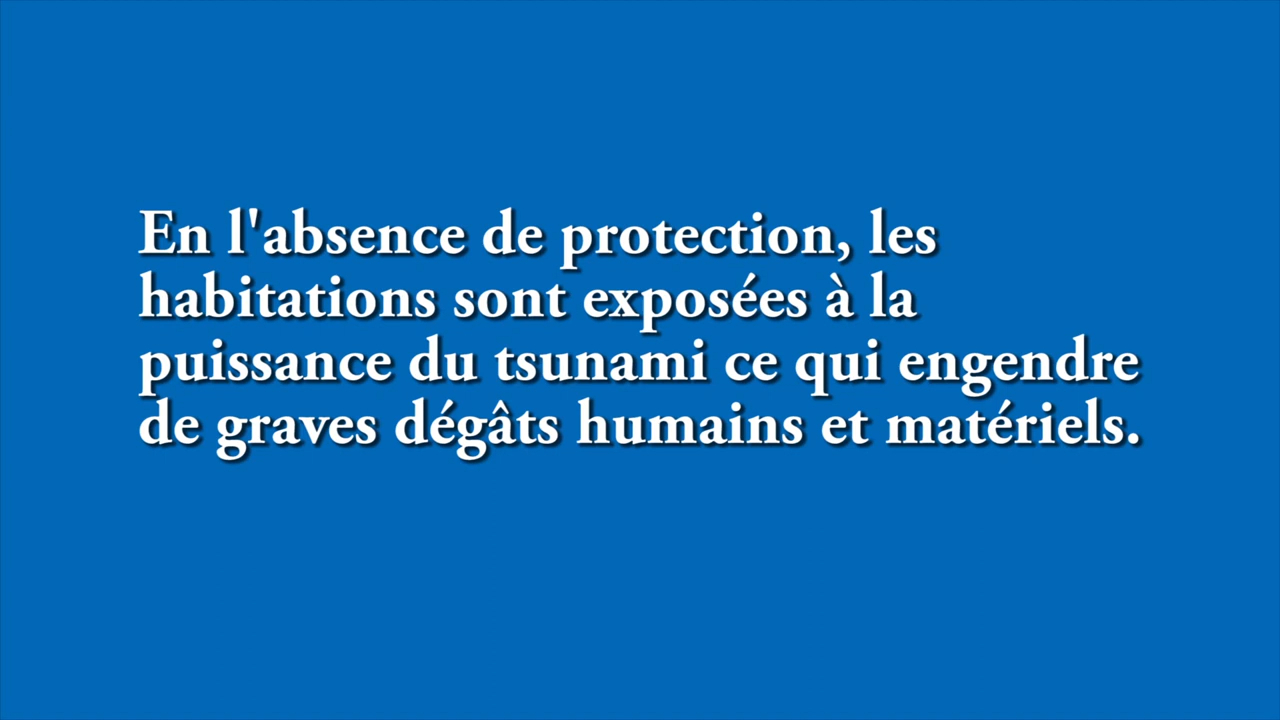 En l'absence de protection, les
habitations sont exposées à la
puissance du tsunami ce qui engendre
de graves dégâts humains et matériels.